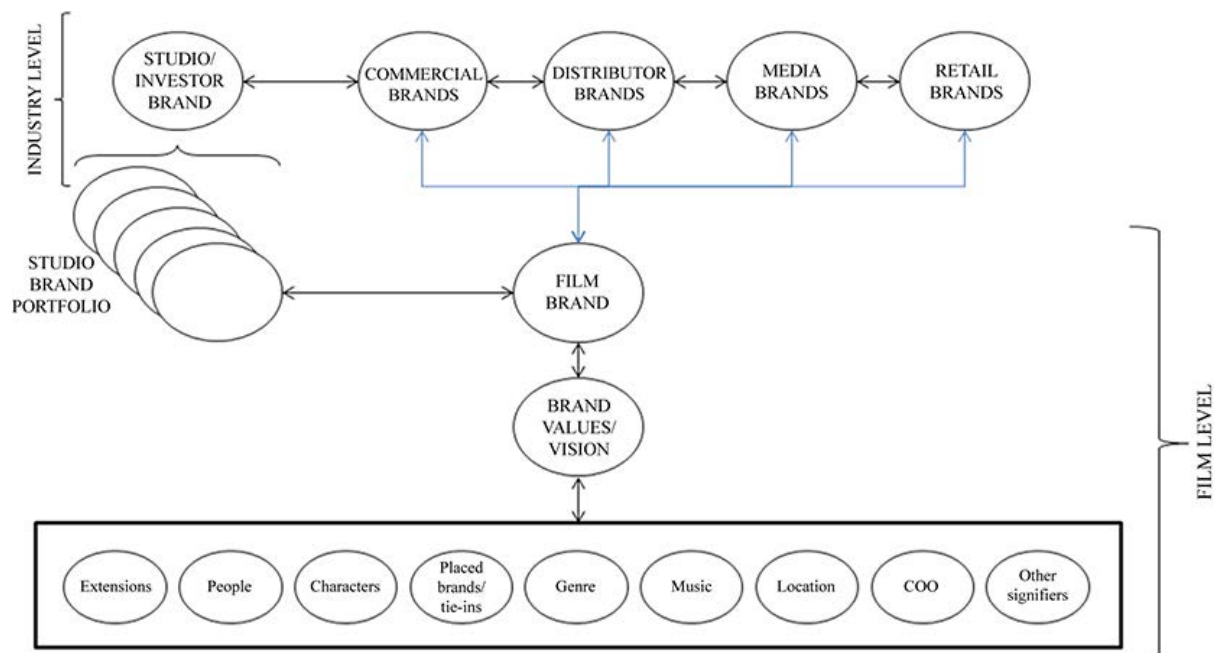 INDUSTRY LEVEL
STUDIO/
INVESTOR
BRAND
COMMERCIAL
BRANDS
DISTRIBUTOR
BRANDS
MEDIA
BRANDS
RETAIL
BRANDS
STUDIO
BRAND
PORTFOLIO
FILM
BRAND
BRAND
VALUES/
VISION
FILM LEVEL
Extensions
People
Characters
Placed
brands/
tie-ins
Genre
Music
Location
COO
Other
signifiers